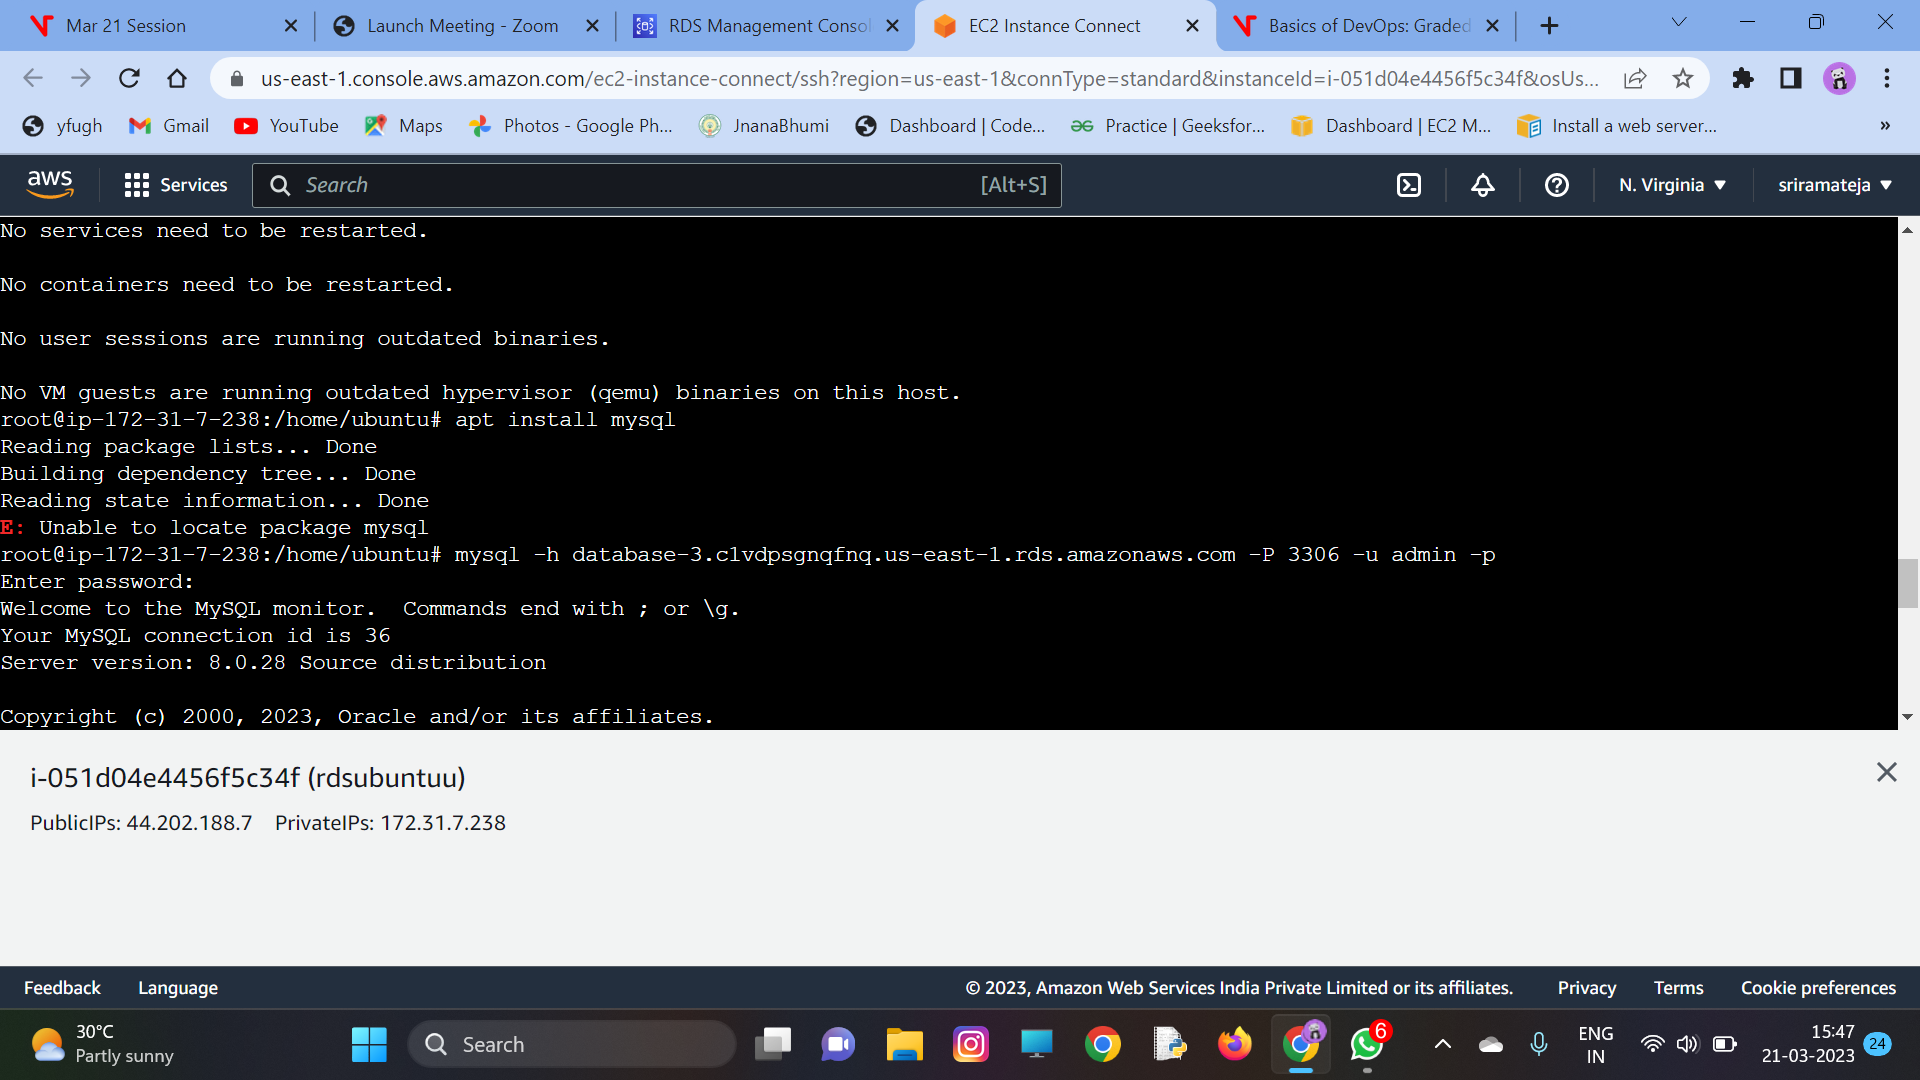 Mar 21 Session
Launch Meeting - Zoom
RDS Management Consol
EC2 Instance Connect
Basics of DevOps: Graded
us-east-1.console.aws.amazon.com/ec2-instance-connect/ssh?region=us-east-1&connType=standard&instanceId=i-051d04e4456f5c34f&osUs...
yfugh
Gmail
YouTube
Maps
Photos - Google Ph...
JnanaBhumi
Dashboard | Code...
Practice | Geeksfor...
Dashboard | EC2 M...
Install a web server...
»
aws
Services
Search
[Alt+S]
N. Virginia
sriramateja
No services need to be restarted.
No containers need to be restarted.
No user sessions are running outdated binaries.
No VM guests are running outdated hypervisor (qemu) binaries on this host.
root@ip-172-31-7-238:/home/ubuntu# apt install mysql
Reading package lists... Done
Building dependency tree... Done
Reading state information... Done
E: Unable to locate package mysql
root@ip-172-31-7-238:/home/ubuntu# mysql -h database-3.c1vdpsgnqfnq.us-east-1.rds.amazonaws.com -P 3306 -u admin -p
Enter password:
Welcome to the MySQL monitor.  Commands end with ; or \g.
Your MySQL connection id is 36
Server version: 8.0.28 Source distribution
Copyright (c) 2000, 2023, Oracle and/or its affiliates.
i-051d04e4456f5c34f (rdsubuntuu)
PublicIPs: 44.202.188.7 PrivateIPs: 172.31.7.238
Feedback
Language
© 2023, Amazon Web Services India Private Limited or its affiliates.
Privacy
Terms
Cookie preferences
30°C
Partly sunny
Search
6
ENG
IN
15:47
21-03-2023
24